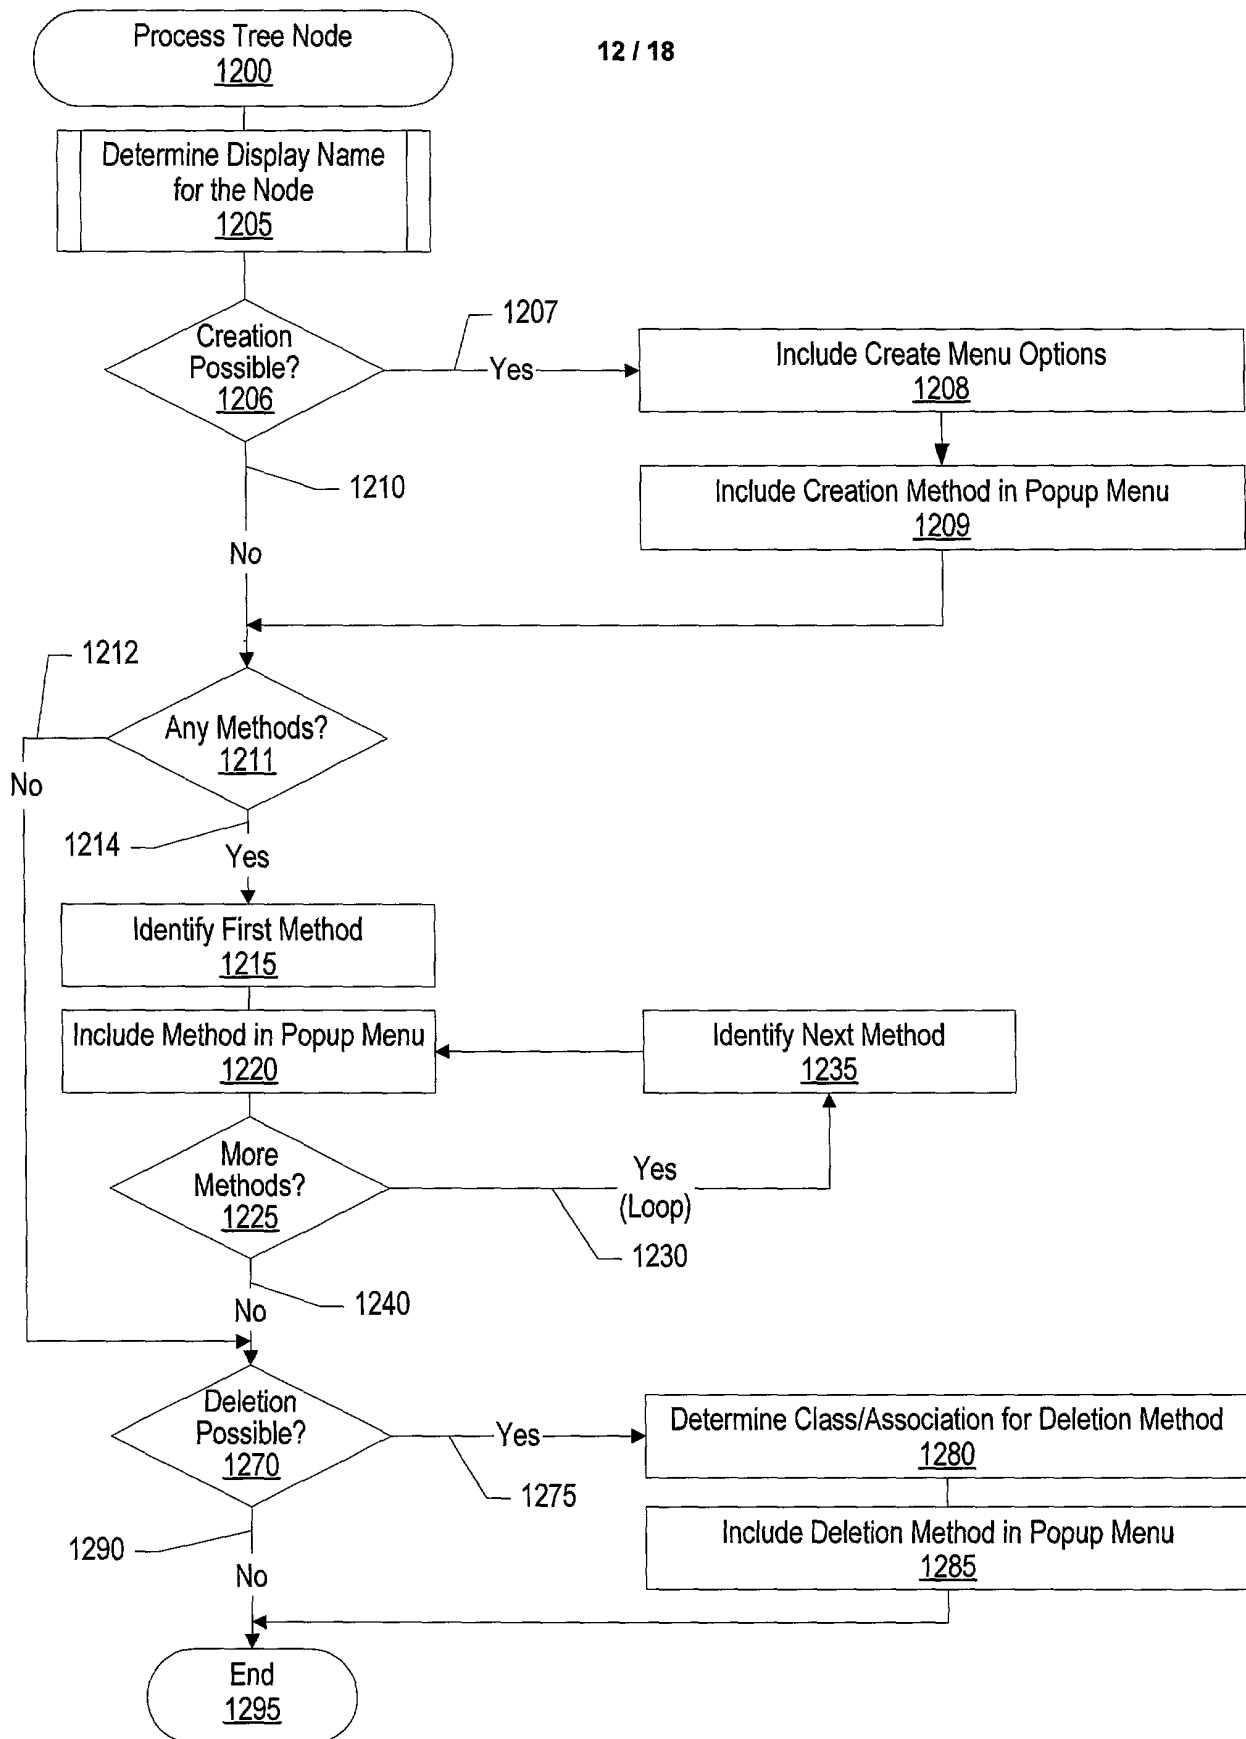 Process Tree Node
1200
12 / 18
Determine Display Name
for the Node
1205
Creation
Possible?
1206
1207
Yes
Include Create Menu Options
1208
1210
Include Creation Method in Popup Menu
1209
No
1212
Any Methods?
1211
No
1214
Yes
Identify First Method
1215
Include Method in Popup Menu
1220
Identify Next Method
1235
More
Methods?
1225
Yes
(Loop)
1230
1240
No
Deletion
Possible?
1270
Yes
1275
Determine Class/Association for Deletion Method
1280
Include Deletion Method in Popup Menu
1285
1290
No
End
1295